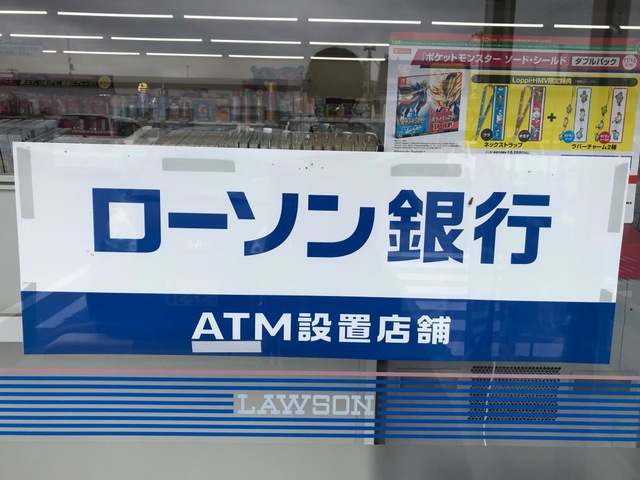 ポケットモンスター ソード・シールド ダブルパック
Loppi・HMV限定特典
ネックストラップ
ラバーチャーム2種
ローソン銀行
ATM設置店舗
LAWSON